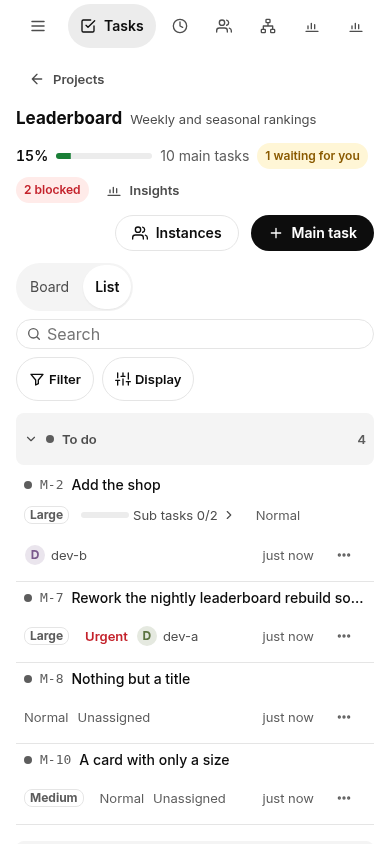 Tasks
Projects
Leaderboard Weekly and seasonal rankings
15% 10 main tasks 1 waiting for you
2 blocked Insights
Instances Main task
Board List
Search
Filter Display
To do 4
M-2 Add the shop
Large Sub tasks 0/2 Normal
D dev-b just now
M-7 Rework the nightly leaderboard rebuild so...
Large Urgent D dev-a just now
M-8 Nothing but a title
Normal Unassigned just now
M-10 A card with only a size
Medium Normal Unassigned just now